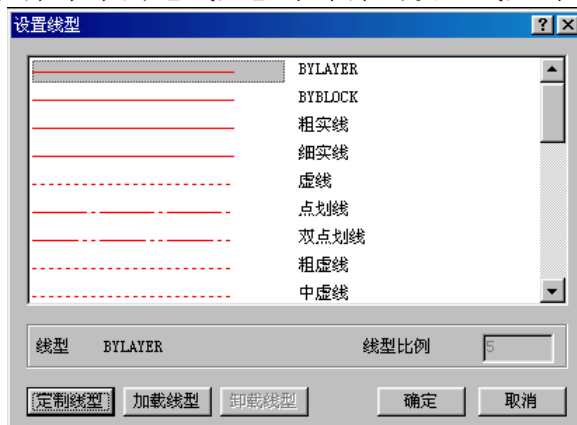 设置线型
BYLAYER
BYBLOCK
粗实线
细实线
虚线
点划线
双点划线
粗虚线
中虚线
线型 BYLAYER 线型比例 5
定制线型 加载线型 卸载线型 确定 取消